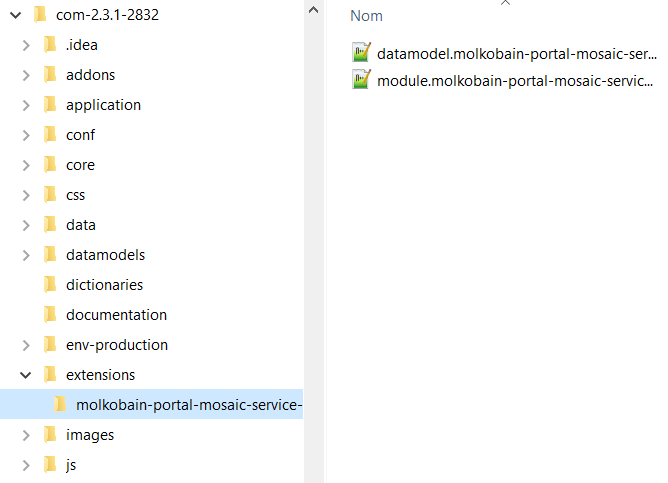 com-2.3.1-2832
.idea
addons
application
conf
core
css
data
datamodels
dictionaries
documentation
env-production
extensions
molkobain-portal-mosaic-service-
images
js
Nom
datamodel.molkobain-portal-mosaic-ser...
module.molkobain-portal-mosaic-servic...